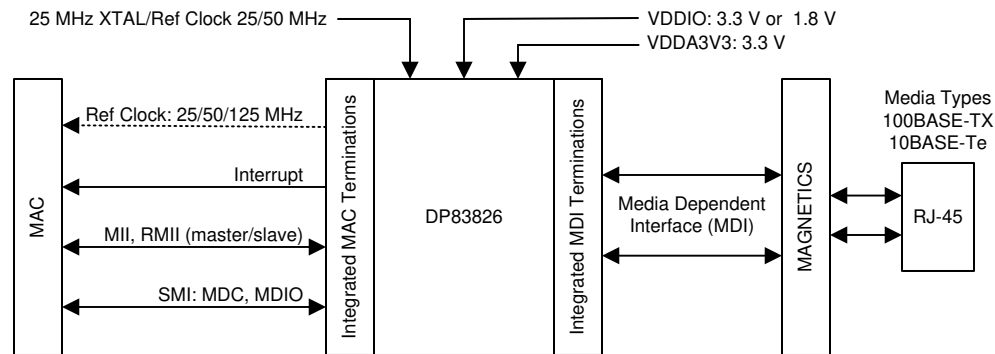 25 MHz XTAL/Ref Clock 25/50 MHz
VDDIO: 3.3 V or 1.8 V
VDDA3V3: 3.3 V
MAC
Ref Clock: 25/50/125 MHz
Interrupt
MII, RMII (master/slave)
SMI: MDC, MDIO
Integrated MAC Terminations
DP83826
Integrated MDI Terminations
Media Dependent
Interface (MDI)
MAGNETICS
Media Types
100BASE-TX
10BASE-Te
RJ-45